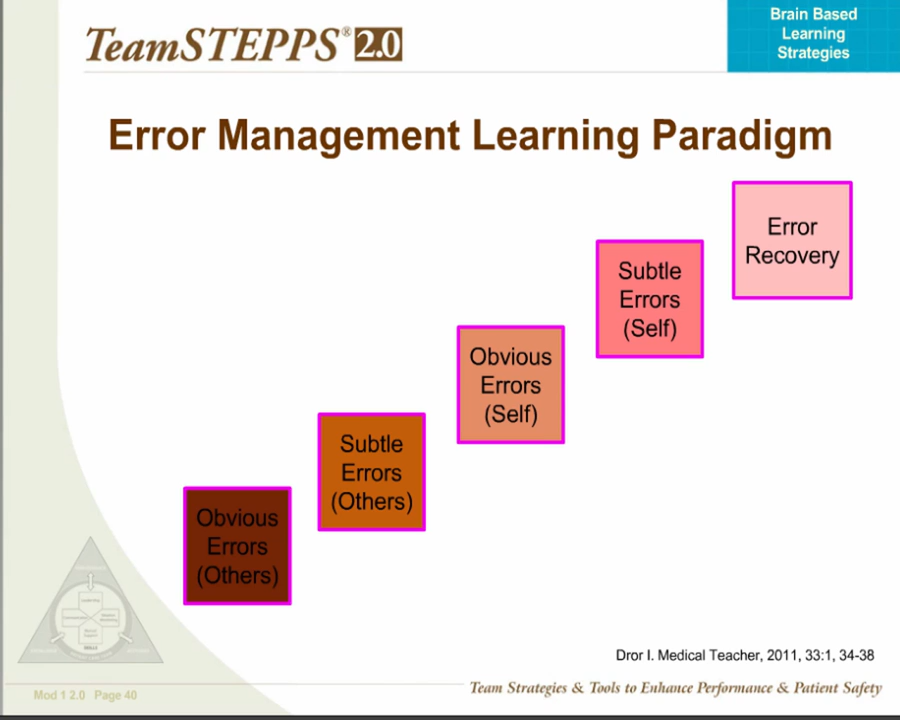 TeamSTEPPS® 2.0
Brain Based
Learning
Strategies
Error Management Learning Paradigm
Error
Recovery
Subtle
Errors
(Self)
Obvious
Errors
(Self)
Subtle
Errors
(Others)
Obvious
Errors
(Others)
Dror I. Medical Teacher, 2011, 33:1, 34-38
Mod 1 2.0 Page 40
Team Strategies & Tools to Enhance Performance & Patient Safety